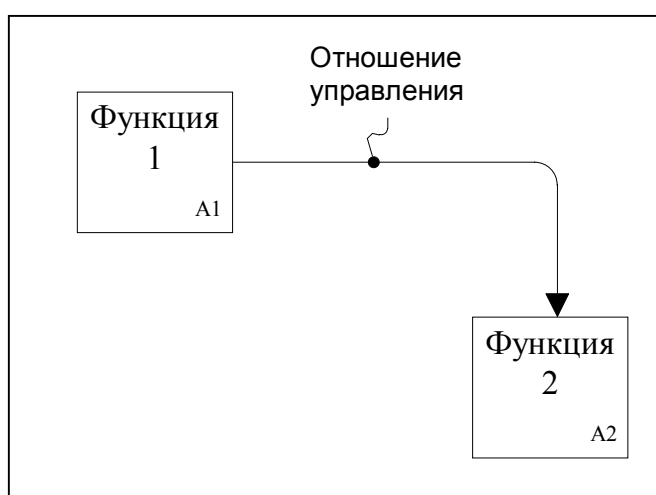 Отношение
управления
Функция
1
A1
Функция
2
A2